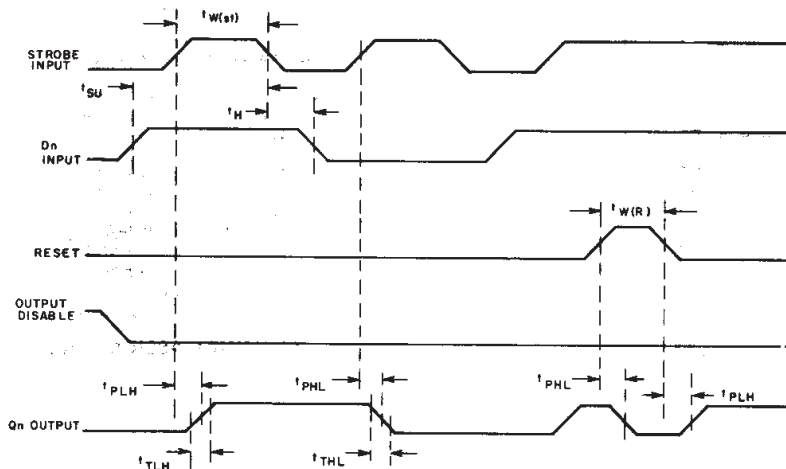 tW(st)
STROBE
INPUT
tSU
tH
Dn
INPUT
tW(R)
RESET
OUTPUT
DISABLE
tPLH
tPHL
tPHL
tPLH
Qn OUTPUT
tTLH
tTHL